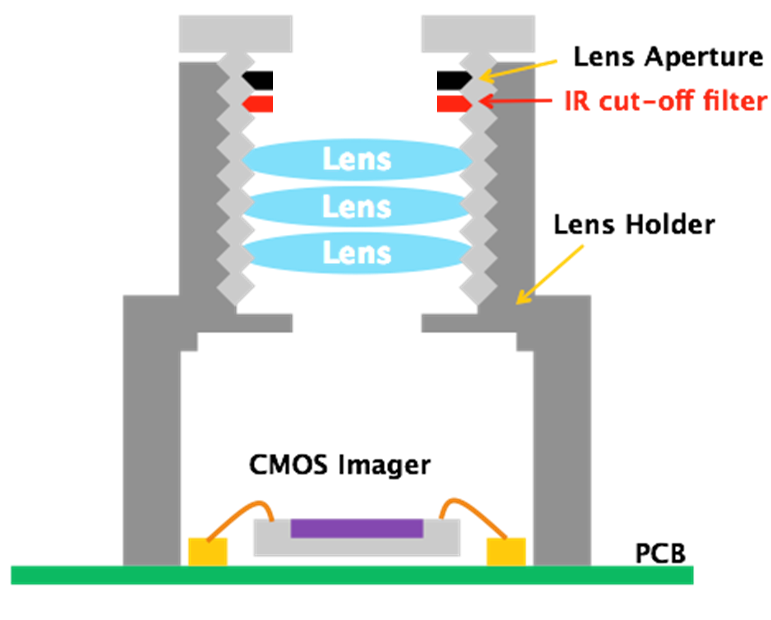 Lens Aperture
IR cut-off filter
Lens
Lens
Lens Holder
Lens
CMOS Imager
PCB